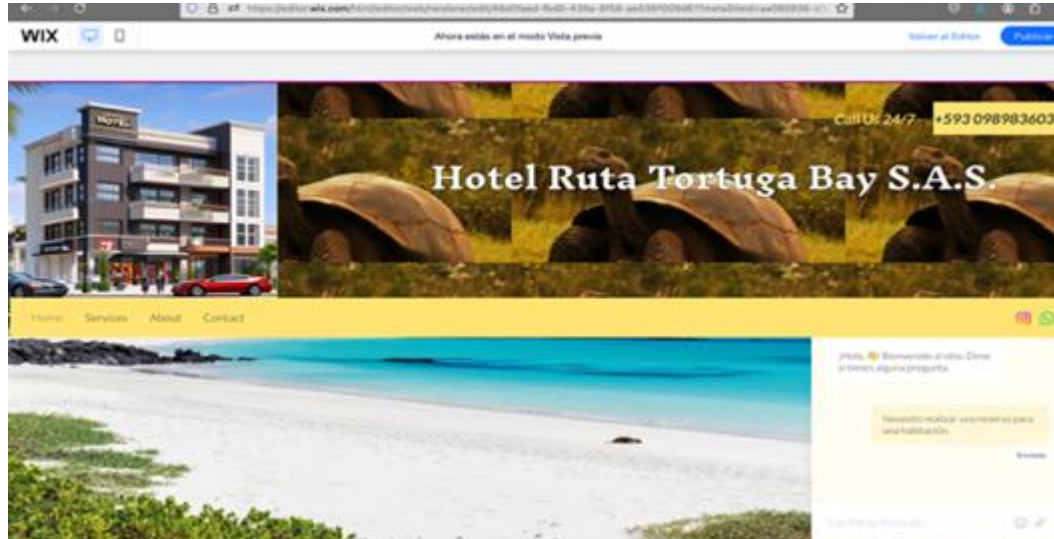 WIX
Ahora estás en el modo Vista previa
Volver al Editor
Publicar
HOTEL
Call Us 24/7
+593 098983603
Hotel Ruta Tortuga Bay S.A.S.
Home Services About Contact
¡Hola, Bienvenido al sitio. Dime
si tienes alguna pregunta.
Necesito realizar una reserva para
una habitación.
Enviado